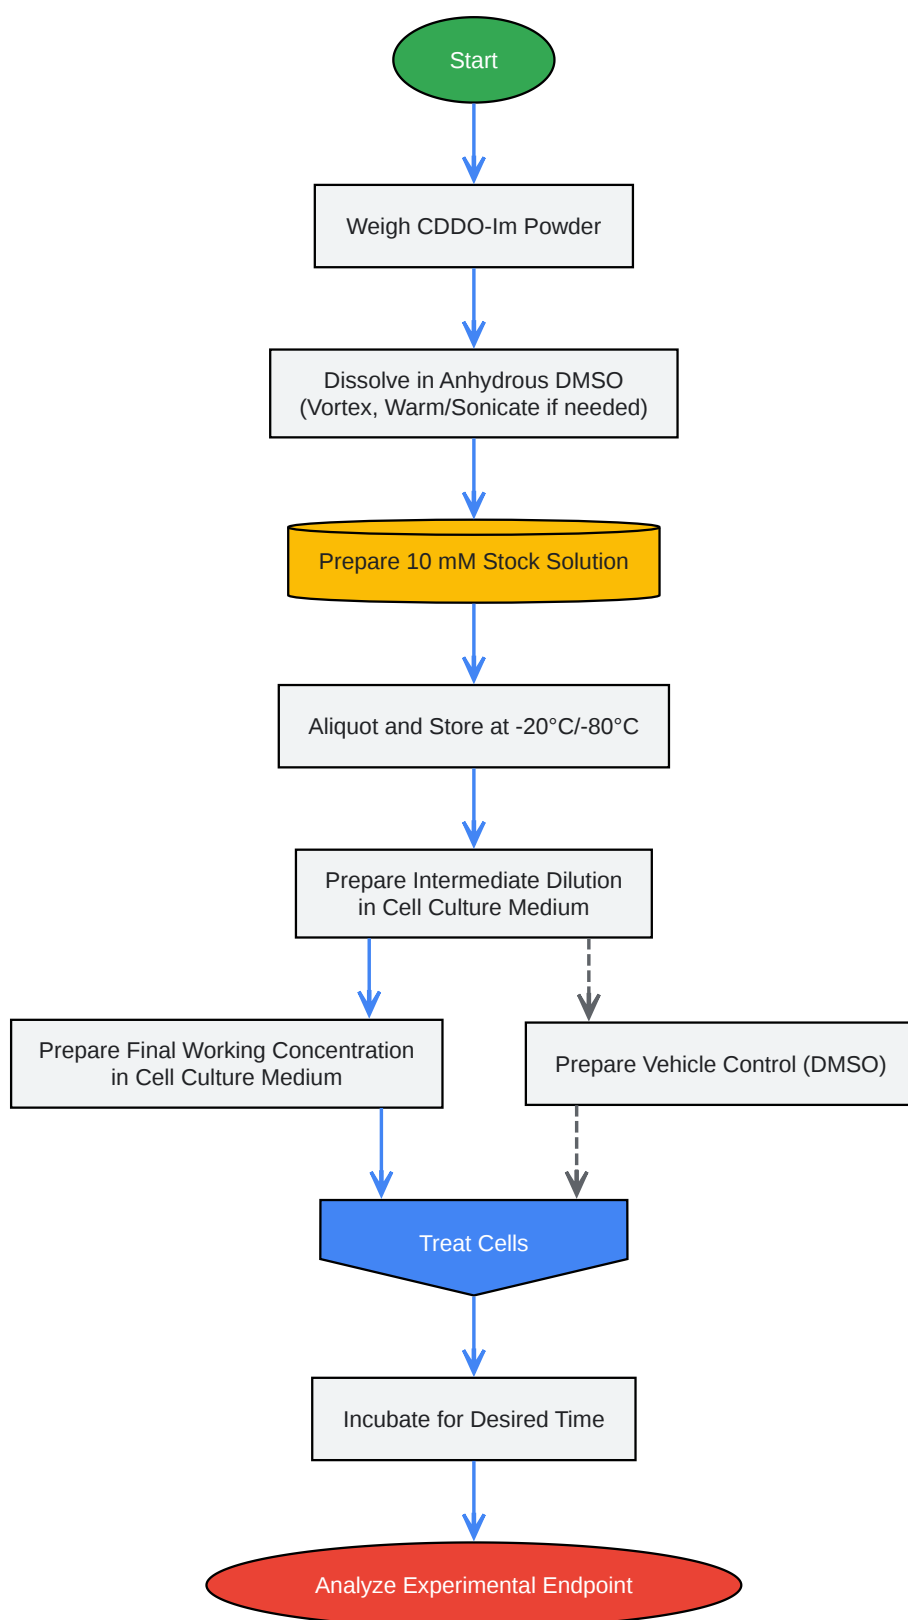 Start
Weigh CDDO-Im Powder
Dissolve in Anhydrous DMSO
(Vortex, Warm/Sonicate if needed)
Prepare 10 mM Stock Solution
Aliquot and Store at -20°C/-80°C
Prepare Intermediate Dilution
in Cell Culture Medium
Prepare Final Working Concentration
in Cell Culture Medium
Prepare Vehicle Control (DMSO)
Treat Cells
Incubate for Desired Time
Analyze Experimental Endpoint